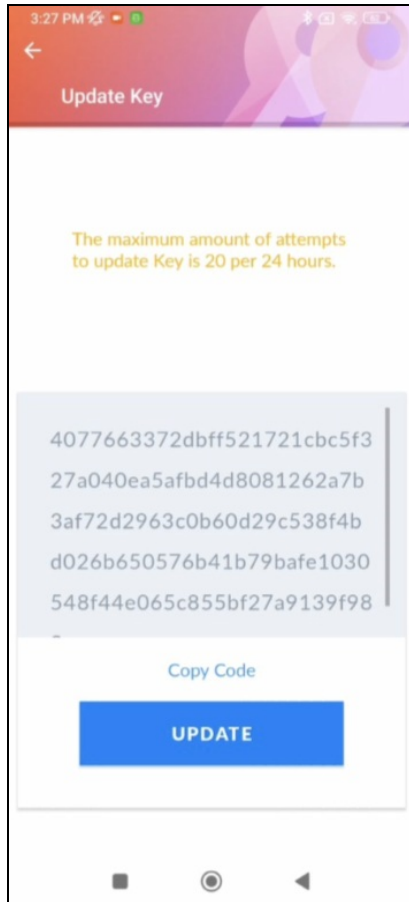 3:27 PM
Update Key
The maximum amount of attempts
to update Key is 20 per 24 hours.
4077663372dbff521721cbc5f3
27a040ea5afbd4d8081262a7b
3af72d2963c0b60d29c538f4b
d026b650576b41b79bafe1030
548f44e065c855bf27a9139f98
Copy Code
UPDATE